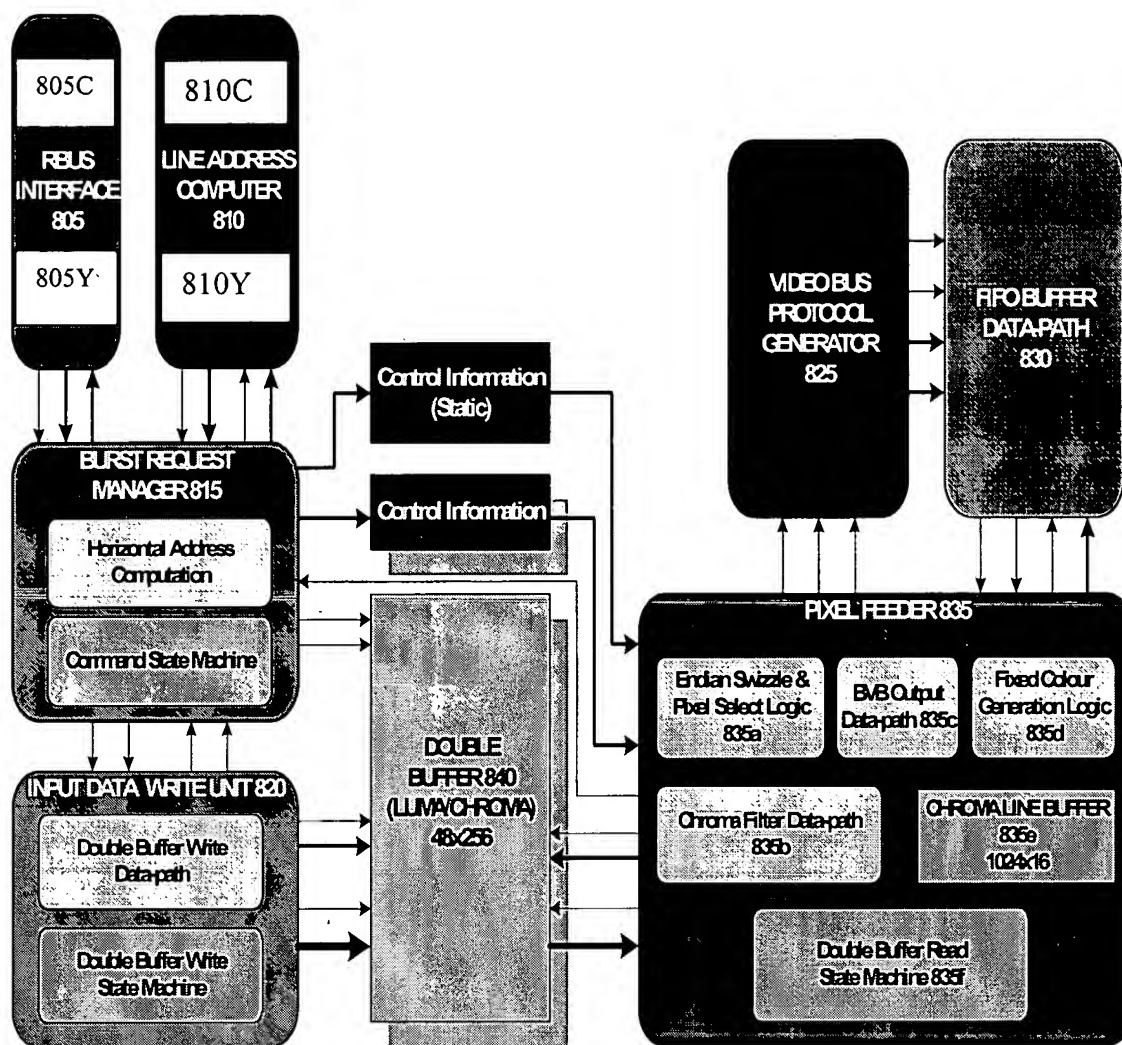 805C
RBUS
INTERFACE
805
805Y
810C
LINE ADDRESS
COMPUTER
810
810Y
VIDEO BUS
PROTOCOL
GENERATOR
825
FIFO BUFFER
DATA-PATH
830
Control Information
(Static)
Control Information
BURST REQUEST
MANAGER 815
Horizontal Address
Computation
Command State Machine
INPUT DATA WRITE UNIT 820
Double Buffer Write
Data-path
Double Buffer Write
State Machine
DOUBLE
BUFFER 840
(LUMA/CHROMA)
48x256
PIXEL FEEDER 835
Endian Swizzle &
Pixel Select Logic
835a
BVB Output
Data-path 835c
Fixed Colour
Generation Logic
835d
Chroma Filter Data-path
835b
CHROMA LINE BUFFER
835e
1024x16
Double Buffer Read
State Machine 835f